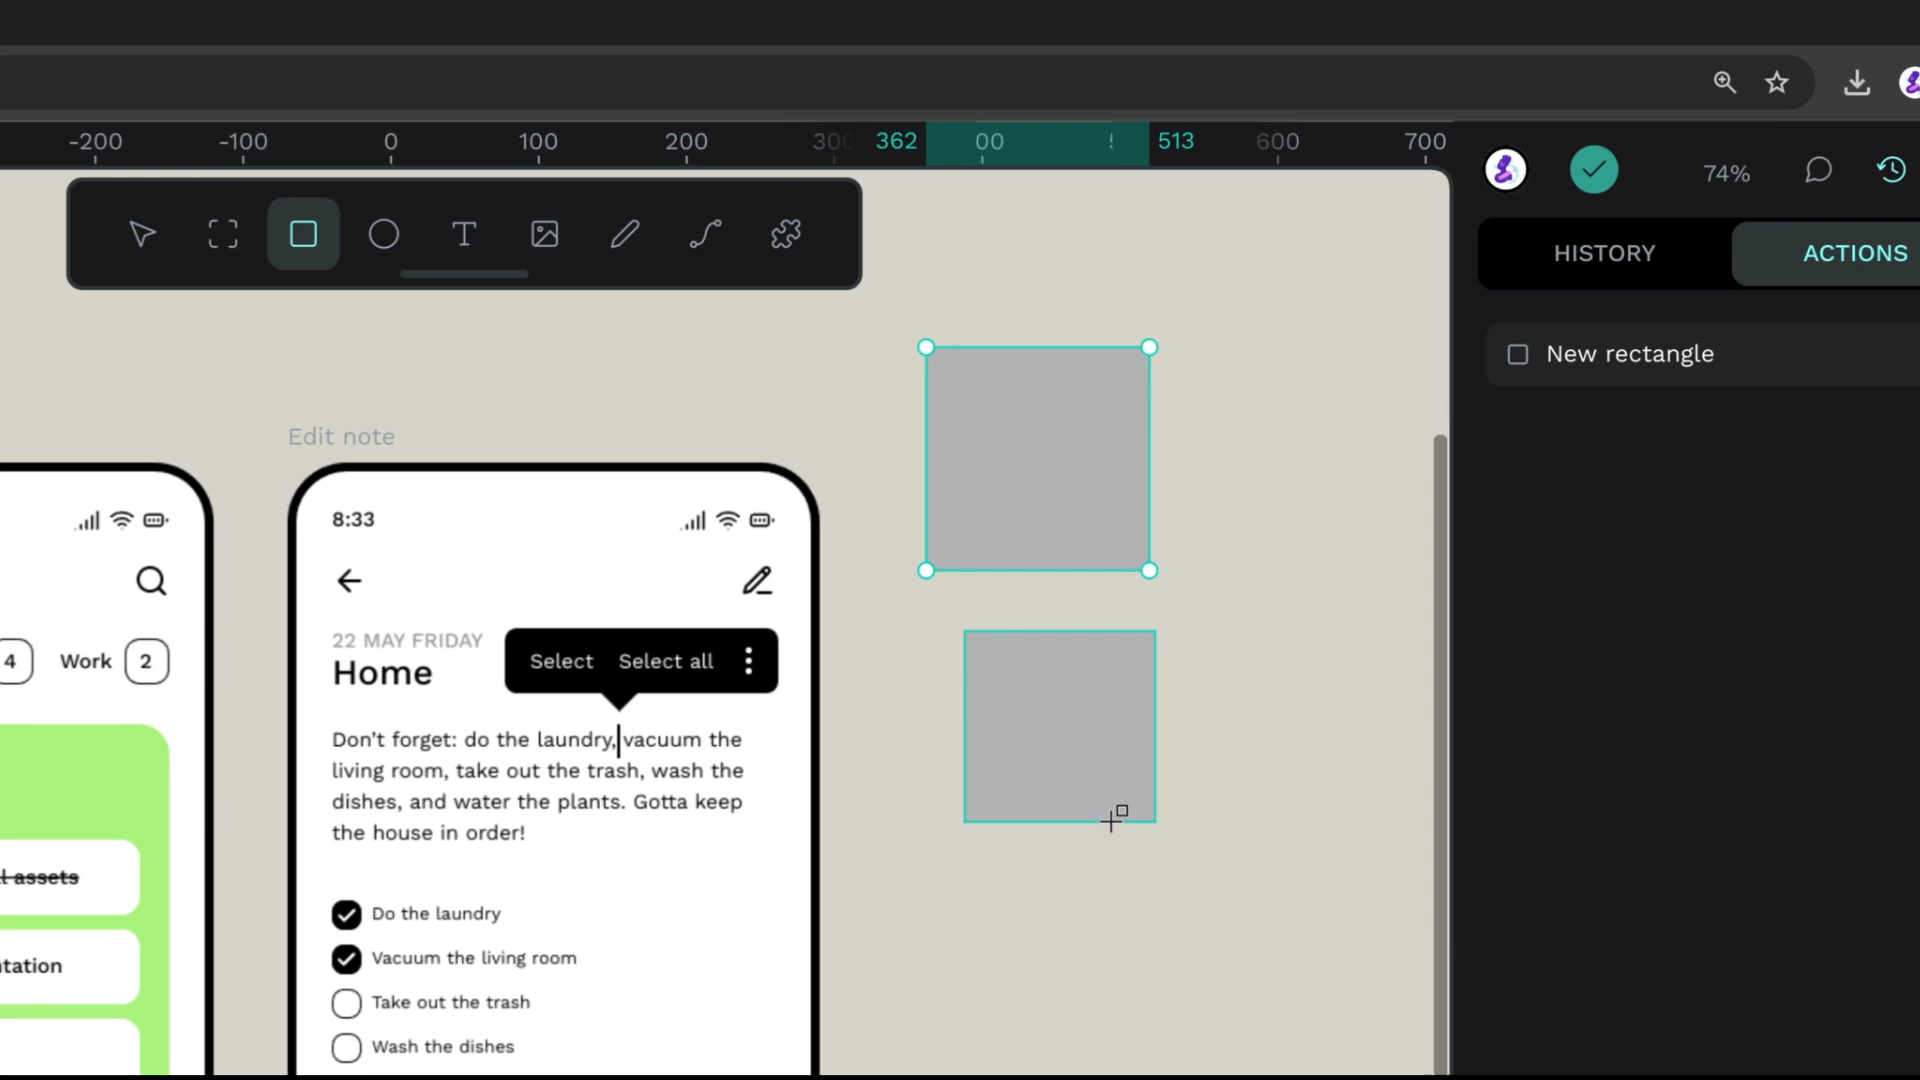 -200 -100 0 100 200 300 362 00 513 600 700
74%
HISTORY ACTIONS
New rectangle
Edit note
8:33
4 Work 2
22 MAY FRIDAY
Home
Select Select all
Don't forget: do the laundry, vacuum the
living room, take out the trash, wash the
dishes, and water the plants. Gotta keep
the house in order!
l assets
ntation
Do the laundry
Vacuum the living room
Take out the trash
Wash the dishes